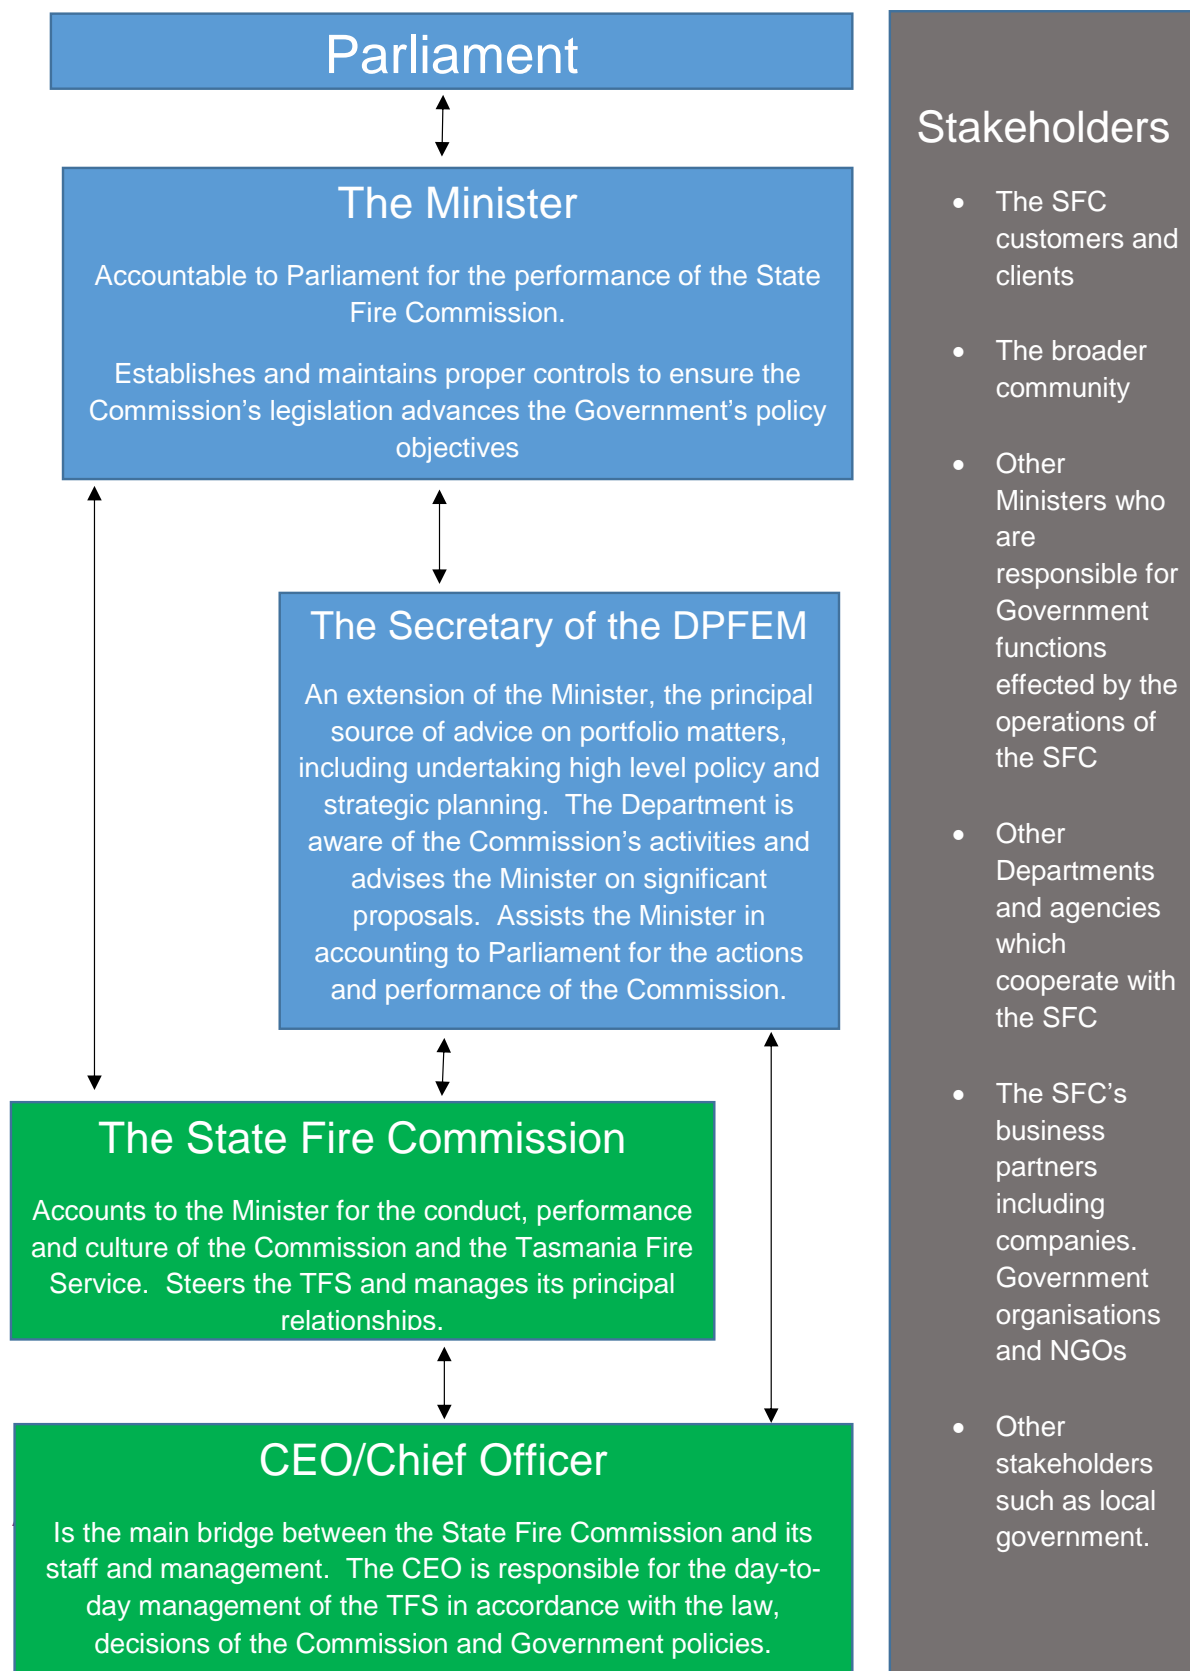 Parliament
The Minister
Accountable to Parliament for the performance of the State
Fire Commission.
Establishes and maintains proper controls to ensure the
Commission’s legislation advances the Government’s policy
objectives
The Secretary of the DPFEM
An extension of the Minister, the principal
source of advice on portfolio matters,
including undertaking high level policy and
strategic planning.  The Department is
aware of the Commission’s activities and
advises the Minister on significant
proposals.  Assists the Minister in
accounting to Parliament for the actions
and performance of the Commission.
The State Fire Commission
Accounts to the Minister for the conduct, performance
and culture of the Commission and the Tasmania Fire
Service.  Steers the TFS and manages its principal
relationships.
CEO/Chief Officer
Is the main bridge between the State Fire Commission and its
staff and management.  The CEO is responsible for the day-to-
day management of the TFS in accordance with the law,
decisions of the Commission and Government policies.
Stakeholders
• The SFC
customers and
clients
• The broader
community
• Other
Ministers who
are
responsible for
Government
functions
effected by the
operations of
the SFC
• Other
Departments
and agencies
which
cooperate with
the SFC
• The SFC’s
business
partners
including
companies.
Government
organisations
and NGOs
• Other
stakeholders
such as local
government.